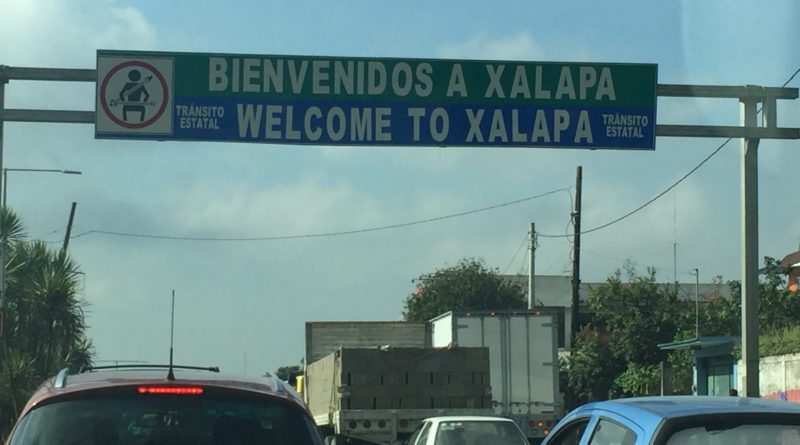 BIENVENIDOS A XALAPA
TRÁNSITO
ESTATAL
WELCOME TO XALAPA
TRÁNSITO
ESTATAL